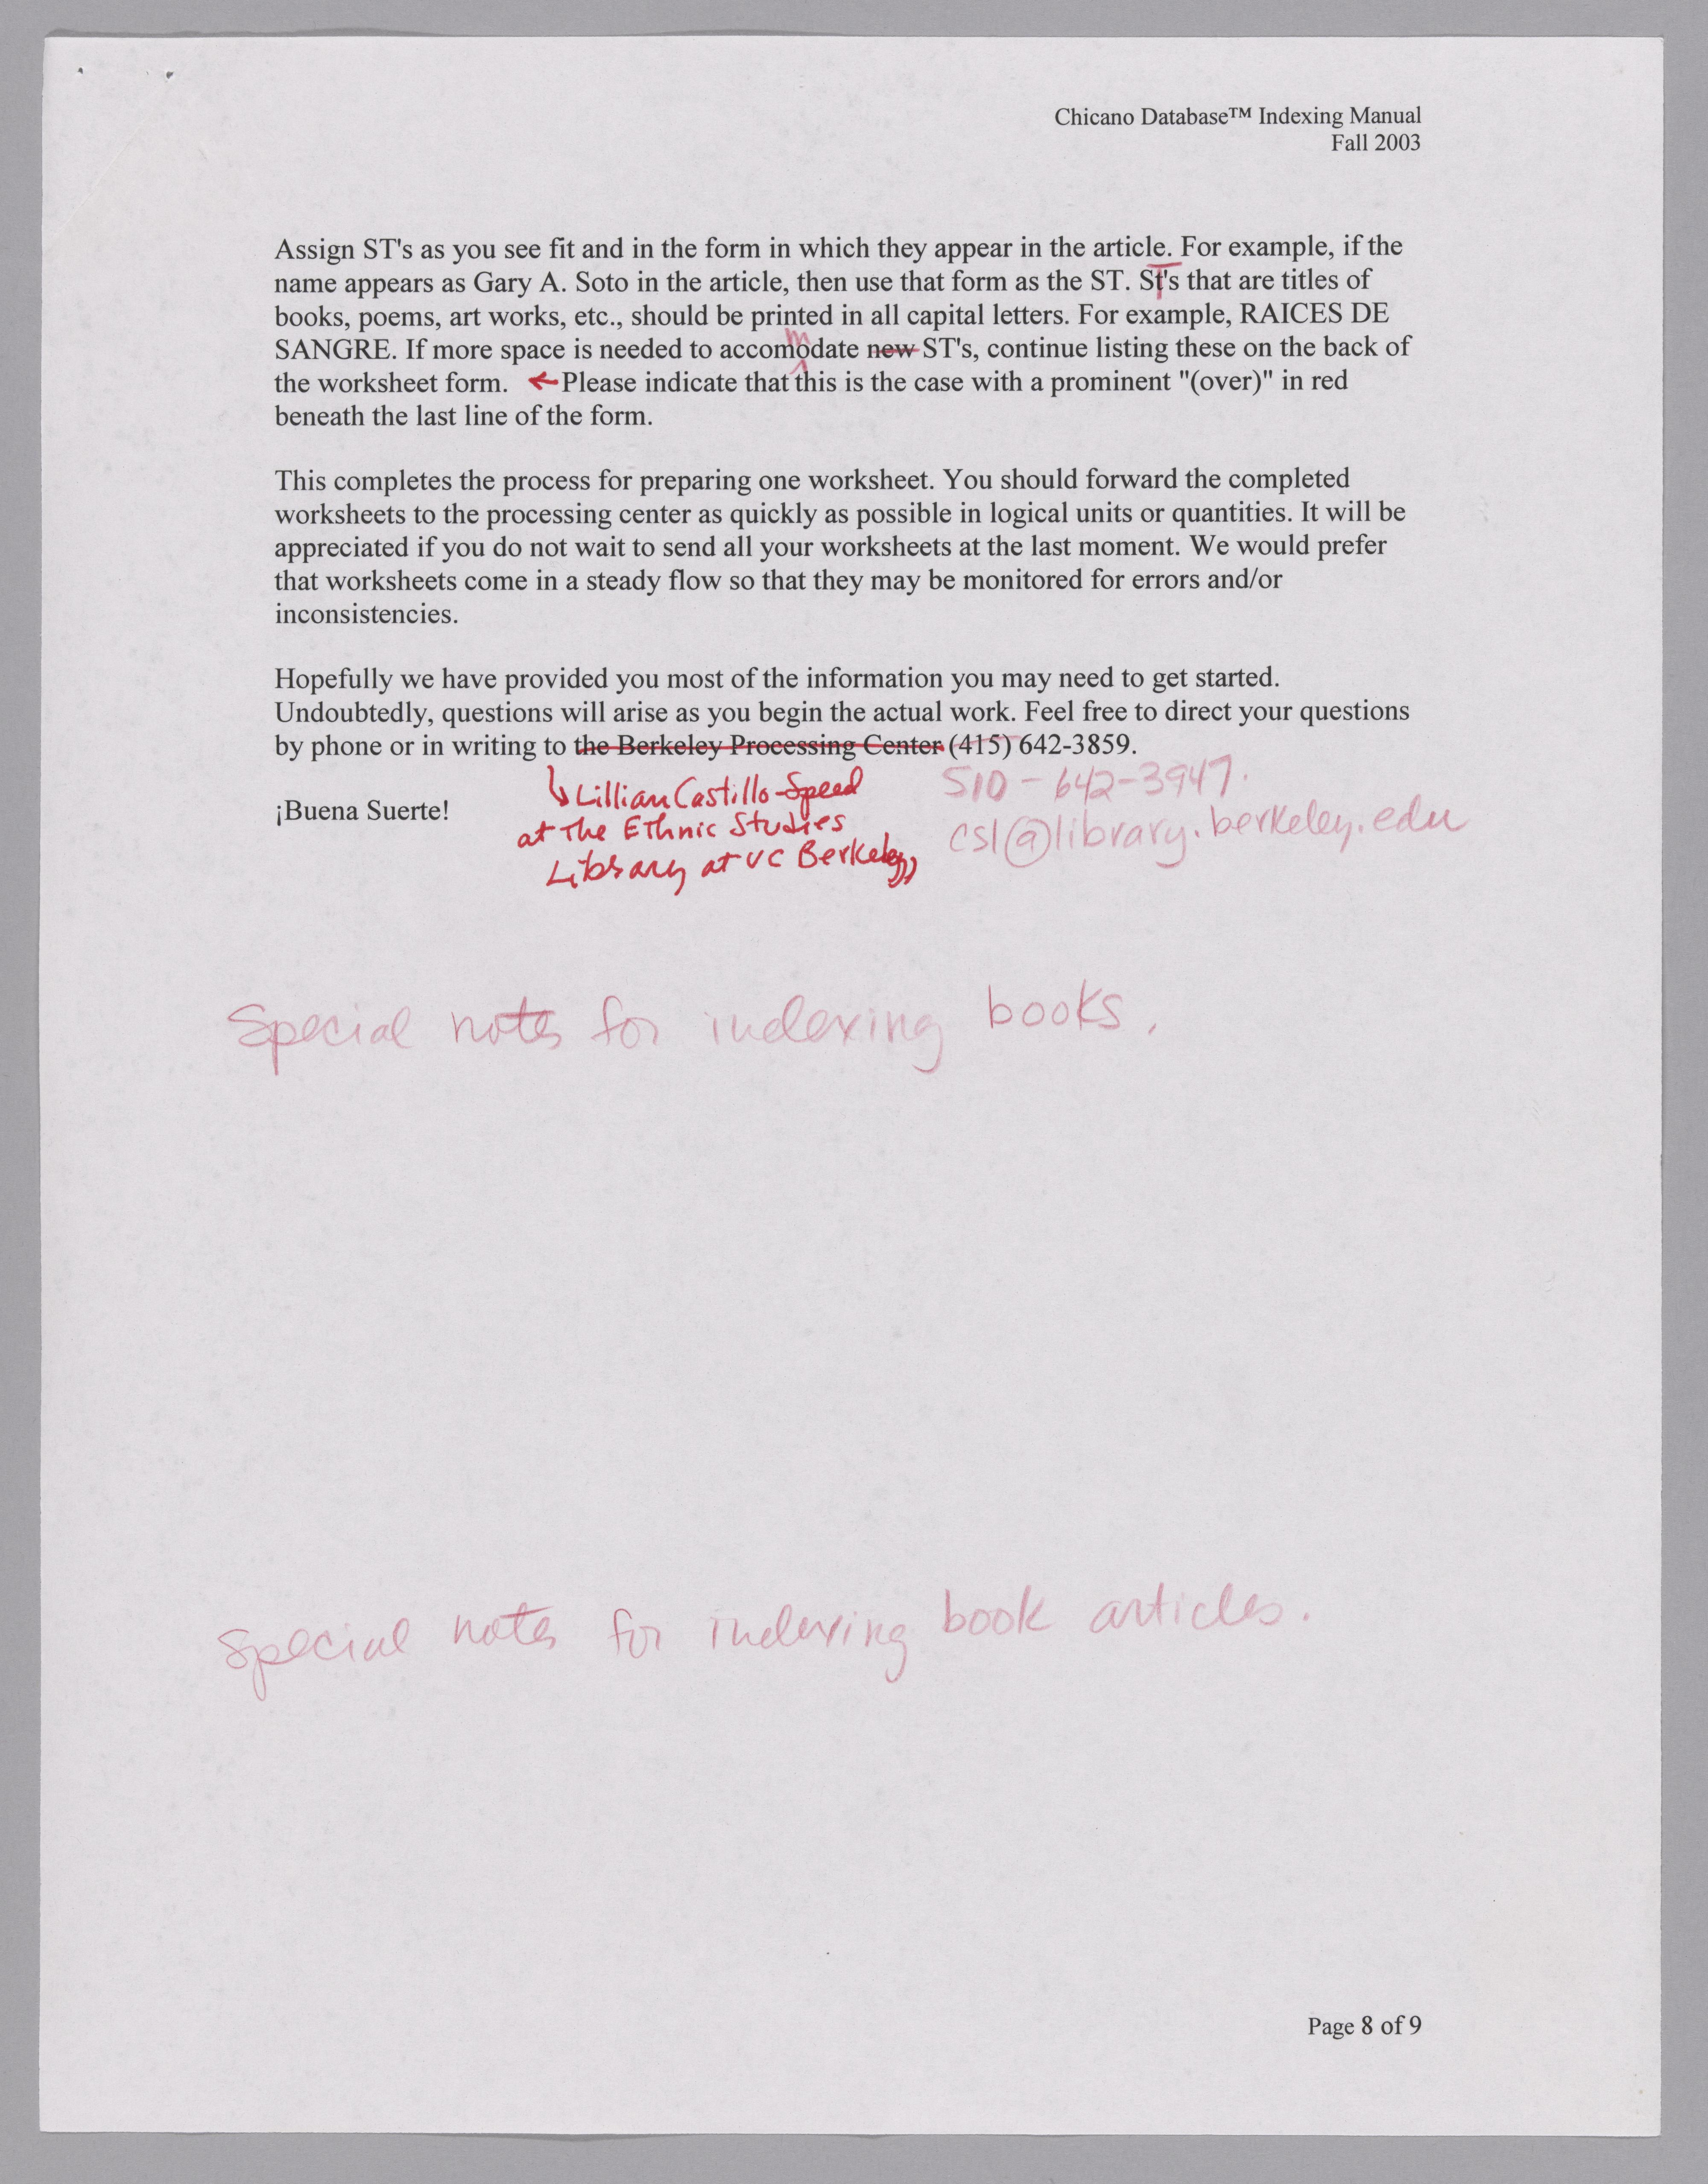 Chicano Database™ Indexing Manual
Fall 2003
Assign ST's as you see fit and in the form in which they appear in the article. For example, if the
name appears as Gary A. Soto in the article, then use that form as the ST. St's that are titles of
T
books, poems, art works, etc., should be printed in all capital letters. For example, RAICES DE
m
SANGRE. If more space is needed to accomodate new ST's, continue listing these on the back of
the worksheet form. ← Please indicate that this is the case with a prominent "(over)" in red
beneath the last line of the form.
This completes the process for preparing one worksheet. You should forward the completed
worksheets to the processing center as quickly as possible in logical units or quantities. It will be
appreciated if you do not wait to send all your worksheets at the last moment. We would prefer
that worksheets come in a steady flow so that they may be monitored for errors and/or
inconsistencies.
Hopefully we have provided you most of the information you may need to get started.
Undoubtedly, questions will arise as you begin the actual work. Feel free to direct your questions
by phone or in writing to the Berkeley Processing Center (415) 642-3859.
Lillian Castillo-Speed
at The Ethnic Studies
Library at UC Berkeley,
510-642-3947.
csl@library.berkeley.edu
¡Buena Suerte!
Special notes for indexing books.
Special notes for indexing book articles.
Page 8 of 9